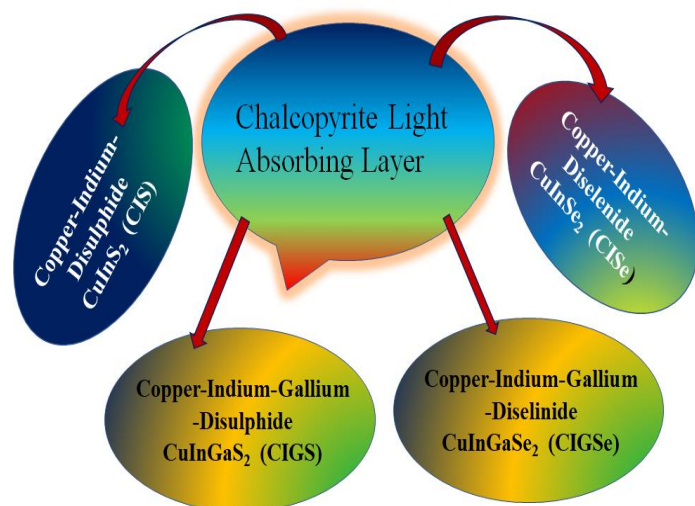 Chalcopyrite Light
Absorbing Layer
Copper-Indium-
Disulphide
CuInS₂ (CIS)
Copper-Indium-
Diselenide
CuInSe₂ (CISe)
Copper-Indium-Gallium
-Disulphide
CuInGaS₂ (CIGS)
Copper-Indium-Gallium
-Diselinide
CuInGaSe₂ (CIGSe)